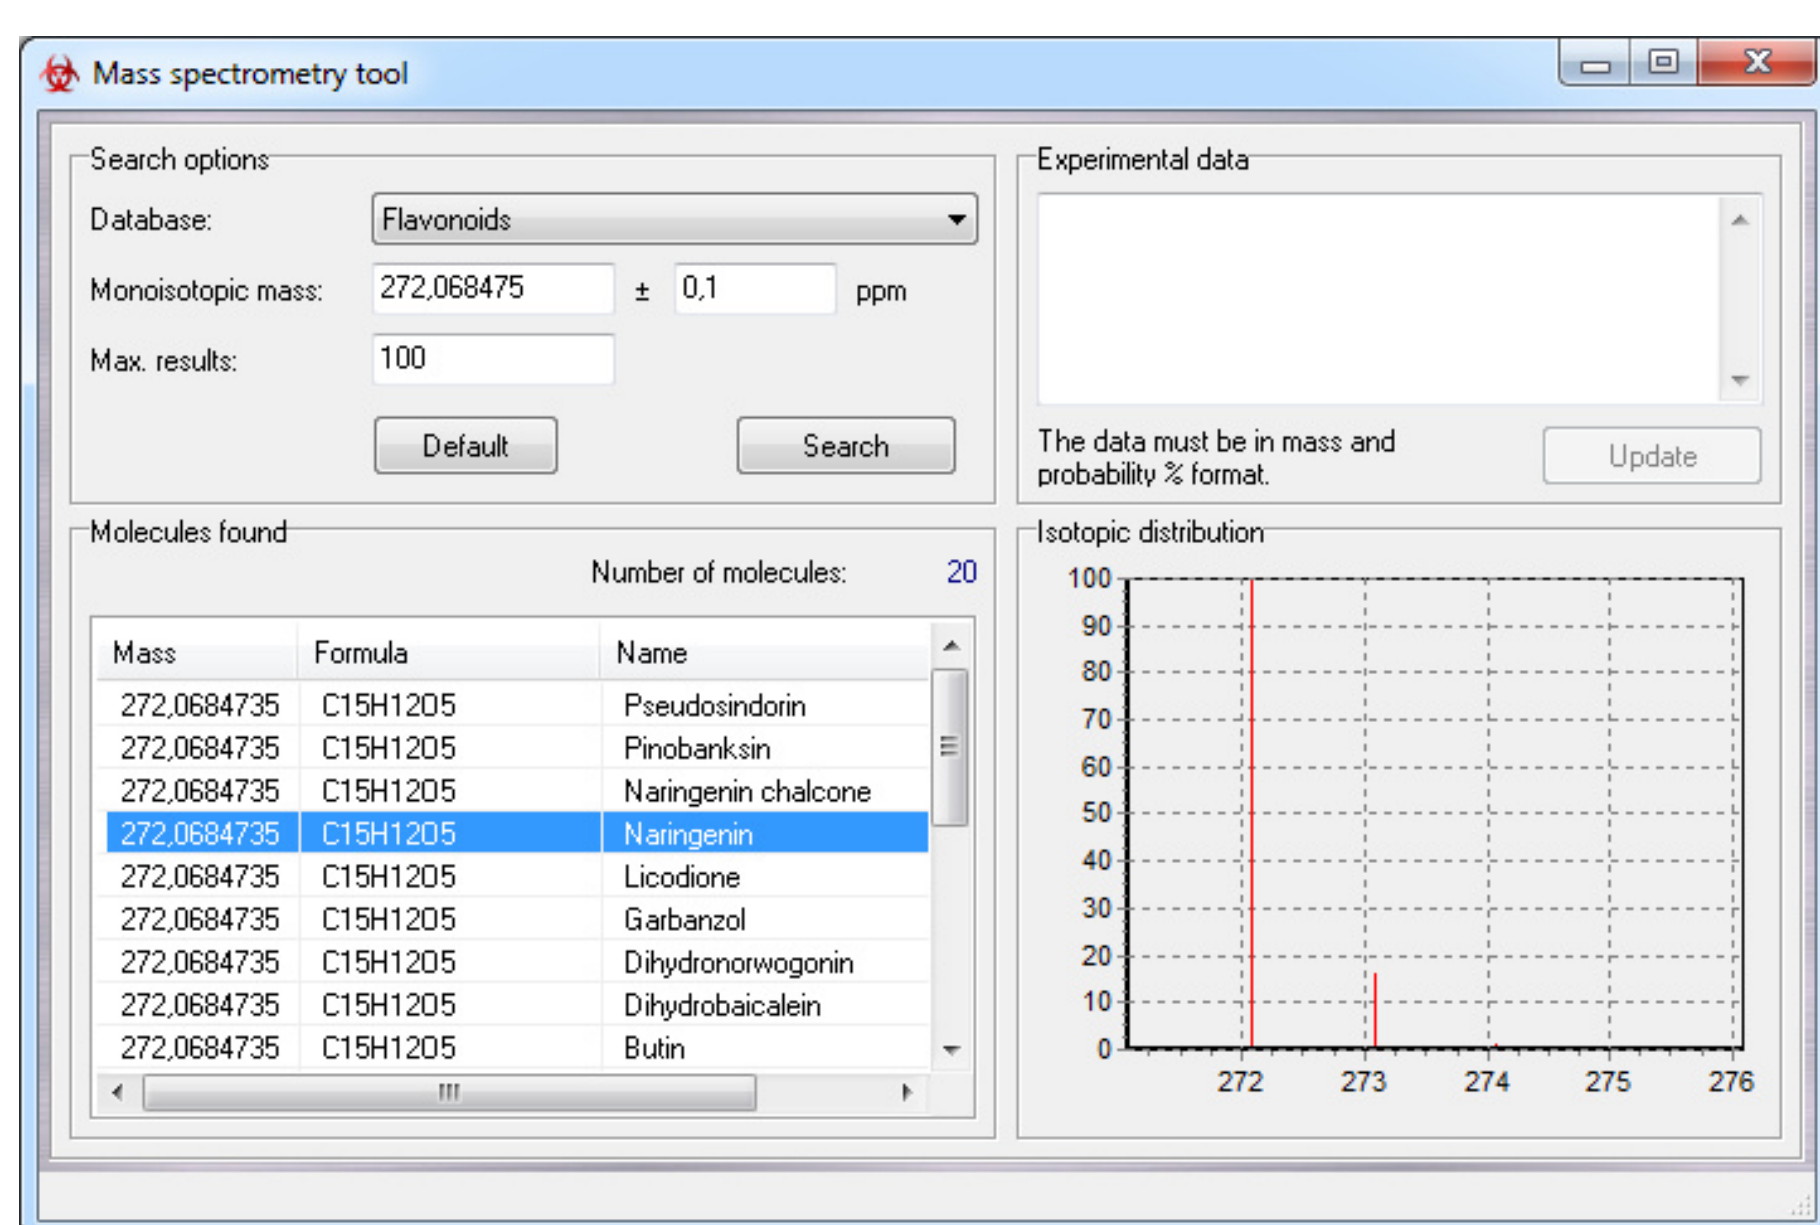 Mass spectrometry tool
Search options
Database: Flavonoids
Monoisotopic mass: 272,068475 ± 0,1 ppm
Max. results: 100
Default Search
Experimental data
The data must be in mass and
probability % format.
Update
Molecules found
Number of molecules: 20
Mass Formula Name
272,0684735 C15H12O5 Pseudosindorin
272,0684735 C15H12O5 Pinobanksin
272,0684735 C15H12O5 Naringenin chalcone
272,0684735 C15H12O5 Naringenin
272,0684735 C15H12O5 Licodione
272,0684735 C15H12O5 Garbanzol
272,0684735 C15H12O5 Dihydronorwogonin
272,0684735 C15H12O5 Dihydrobaicalein
272,0684735 C15H12O5 Butin
Isotopic distribution
100
90
80
70
60
50
40
30
20
10
0
272 273 274 275 276